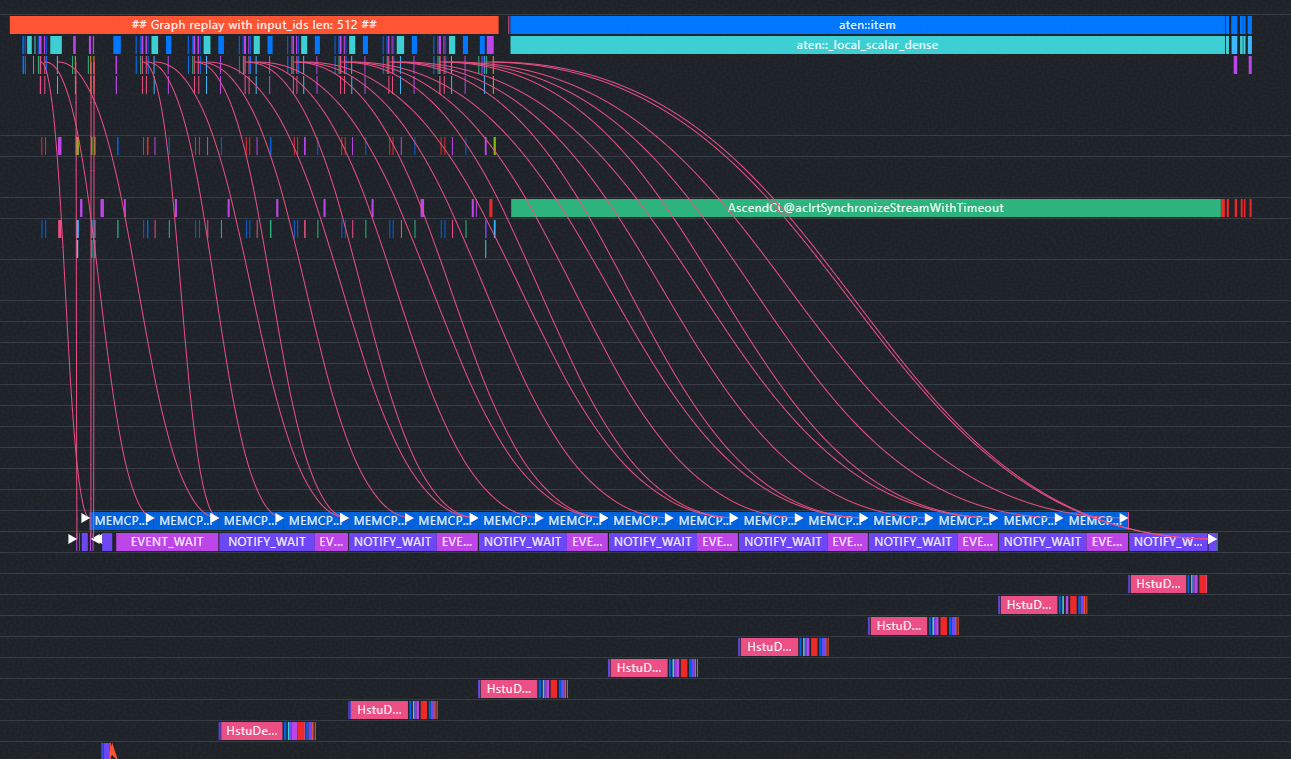 ## Graph replay with input_ids len: 512 ##
aten::item
aten::_local_scalar_dense
AscendCL@aclrtSynchronizeStreamWithTimeout
MEMCP... MEMCP... MEMCP... MEMCP... MEMCP... MEMCP... MEMCP... MEMCP... MEMCP... MEMCP... MEMCP... MEMCP... MEMCP... MEMCP... MEMCP... MEMCP...
EVENT_WAIT NOTIFY_WAIT EV... NOTIFY_WAIT EVE... NOTIFY_WAIT EVE... NOTIFY_WAIT EVE... NOTIFY_WAIT EVE... NOTIFY_WAIT EVE... NOTIFY_WAIT EVE... NOTIFY_W...
HstuD...
HstuD...
HstuD...
HstuD...
HstuD...
HstuD...
HstuD...
HstuDe...